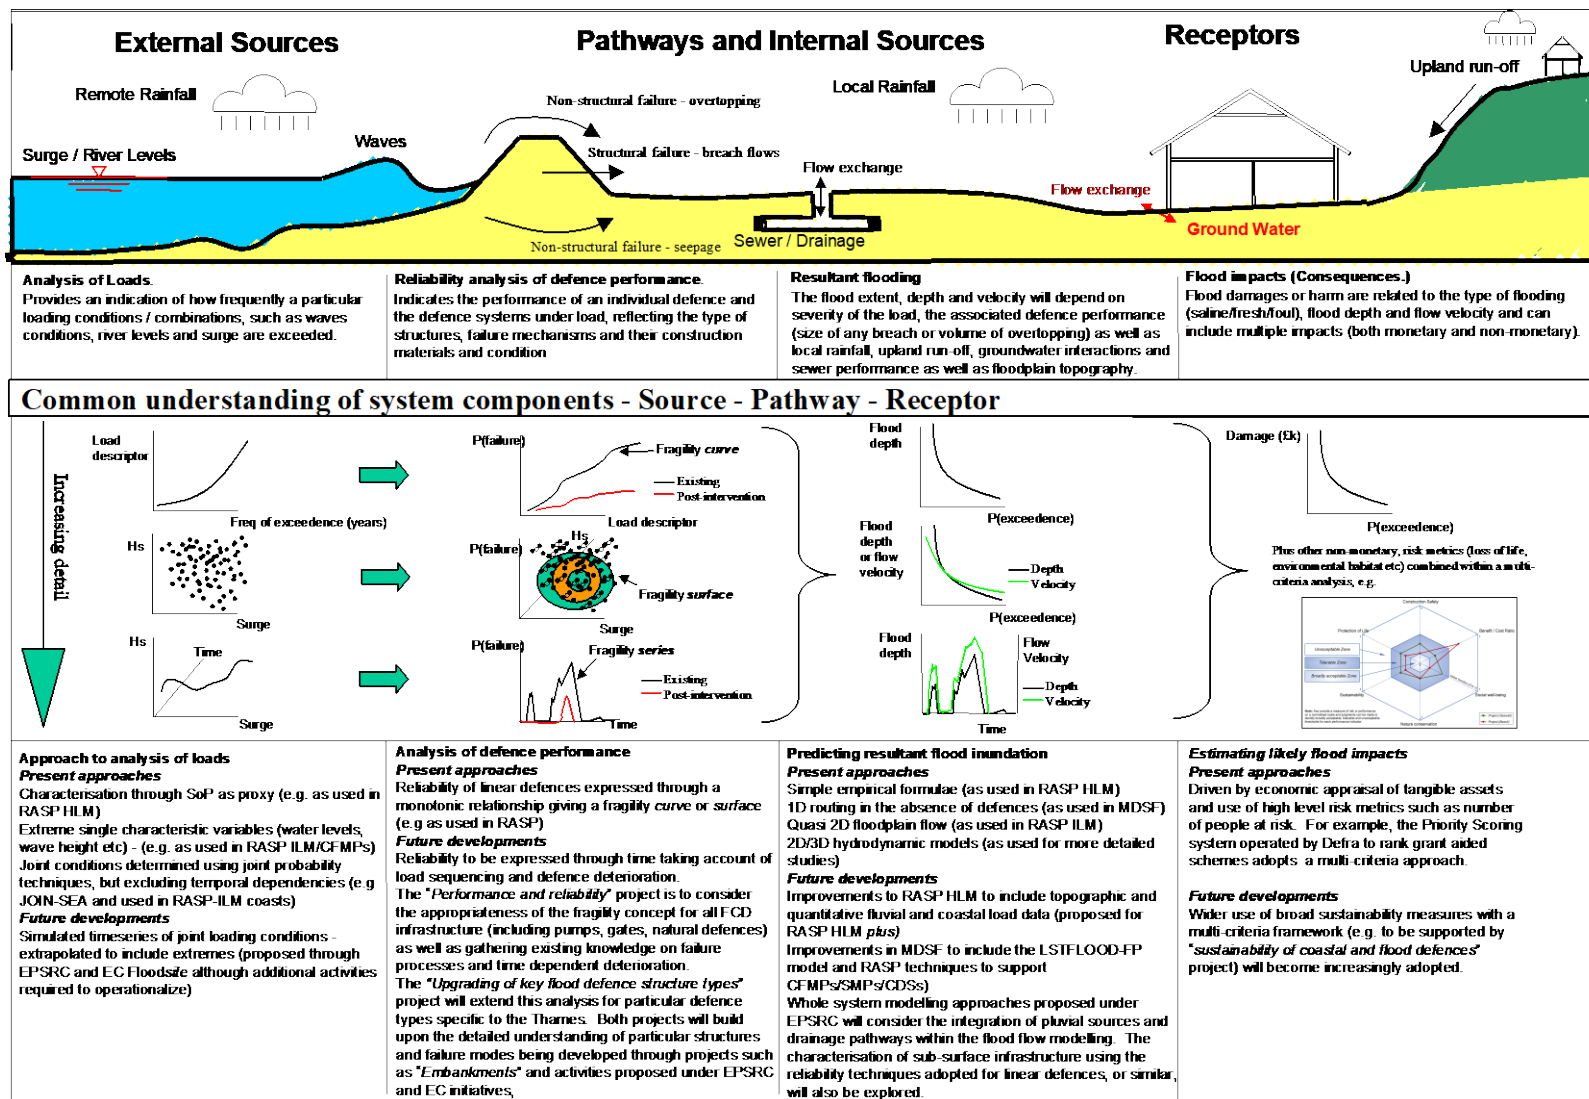 External Sources
Pathways and Internal Sources
Receptors
Remote Rainfall
Local Rainfall
Upland run-off
Non-structural failure - overtopping
Surge / River Levels
Waves
Structural failure - breach flows
Flow exchange
Flow exchange
Sewer / Drainage
Ground Water
Non-structural failure - seepage
Analysis of Loads.
Provides an indication of how frequently a particular
loading conditions / combinations, such as waves
conditions, river levels and surge are exceeded.
Reliability analysis of defence performance.
Indicates the performance of an individual defence and
the defence systems under load, reflecting the type of
structures, failure mechanisms and their construction
materials and condition
Resultant flooding
The flood extent, depth and velocity will depend on
severity of the load, the associated defence performance
(size of any breach or volume of overtopping) as well as
local rainfall, upland run-off, groundwater interactions and
sewer performance as well as floodplain topography.
Flood impacts (Consequences.)
Flood damages or harm are related to the type of flooding
(saline/fresh/foul), flood depth and flow velocity and can
include multiple impacts (both monetary and non-monetary).
Common understanding of system components - Source - Pathway - Receptor
Increasing detail
Load
descriptor
Freq of exceedence (years)
Hs
Surge
Hs
Time
Surge
P(failure)
Fragility curve
Existing
Post-intervention
Load descriptor
P(failure)
Hs
Fragility surface
Surge
P(failure)
Fragility series
Existing
Post-intervention
Time
Flood
depth
P(exceedence)
Flood
depth
or flow
velocity
Depth
Velocity
P(exceedence)
Flood
depth
Flow
Velocity
Depth
Velocity
Time
Damage (£k)
P(exceedence)
Plus other non-monetary, risk metrics (loss of life,
environmental habitat etc) combined within a multi-
criteria analysis, e.g.
Construction Safety
Protection of Life
Benefit / Cost Ratio
Unacceptable Zone
Tolerable Zone
Broadly acceptable Zone
Sustainability
Social well-being
Nature conservation
Approach to analysis of loads
Present approaches
Characterisation through SoP as proxy (e.g. as used in
RASP HLM)
Extreme single characteristic variables (water levels,
wave height etc) - (e.g. as used in RASP ILM/CFMPs)
Joint conditions determined using joint probability
techniques, but excluding temporal dependencies (e.g
JOIN-SEA and used in RASP-ILM coasts)
Future developments
Simulated timeseries of joint loading conditions -
extrapolated to include extremes (proposed through
EPSRC and EC Floodsite although additional activities
required to operationalize)
Analysis of defence performance
Present approaches
Reliability of linear defences expressed through a
monotonic relationship giving a fragility curve or surface
(e.g as used in RASP)
Future developments
Reliability to be expressed through time taking account of
load sequencing and defence deterioration.
The "Performance and reliability" project is to consider
the appropriateness of the fragility concept for all FCD
infrastructure (including pumps, gates, natural defences)
as well as gathering existing knowledge on failure
processes and time dependent deterioration.
The "Upgrading of key flood defence structure types"
project will extend this analysis for particular defence
types specific to the Thames. Both projects will build
upon the detailed understanding of particular structures
and failure modes being developed through projects such
as "Embankments" and activities proposed under EPSRC
and EC initiatives,
Predicting resultant flood inundation
Present approaches
Simple empirical formulae (as used in RASP HLM)
1D routing in the absence of defences (as used in MDSF)
Quasi 2D floodplain flow (as used in RASP ILM)
2D/3D hydrodynamic models (as used for more detailed
studies)
Future developments
Improvements to RASP HLM to include topographic and
quantitative fluvial and coastal load data (proposed for
RASP HLM plus)
Improvements in MDSF to include the LSTFLOOD-FP
model and RASP techniques to support
CFMPs/SMPs/CDSs)
Whole system modelling approaches proposed under
EPSRC will consider the integration of pluvial sources and
drainage pathways within the flood flow modelling. The
characterisation of sub-surface infrastructure using the
reliability techniques adopted for linear defences, or similar,
will also be explored.
Estimating likely flood impacts
Present approaches
Driven by economic appraisal of tangible assets
and use of high level risk metrics such as number
of people at risk. For example, the Priority Scoring
system operated by Defra to rank grant aided
schemes adopts a multi-criteria approach.
Future developments
Wider use of broad sustainability measures with a
multi-criteria framework (e.g. to be supported by
"sustainability of coastal and flood defences"
project) will become increasingly adopted.